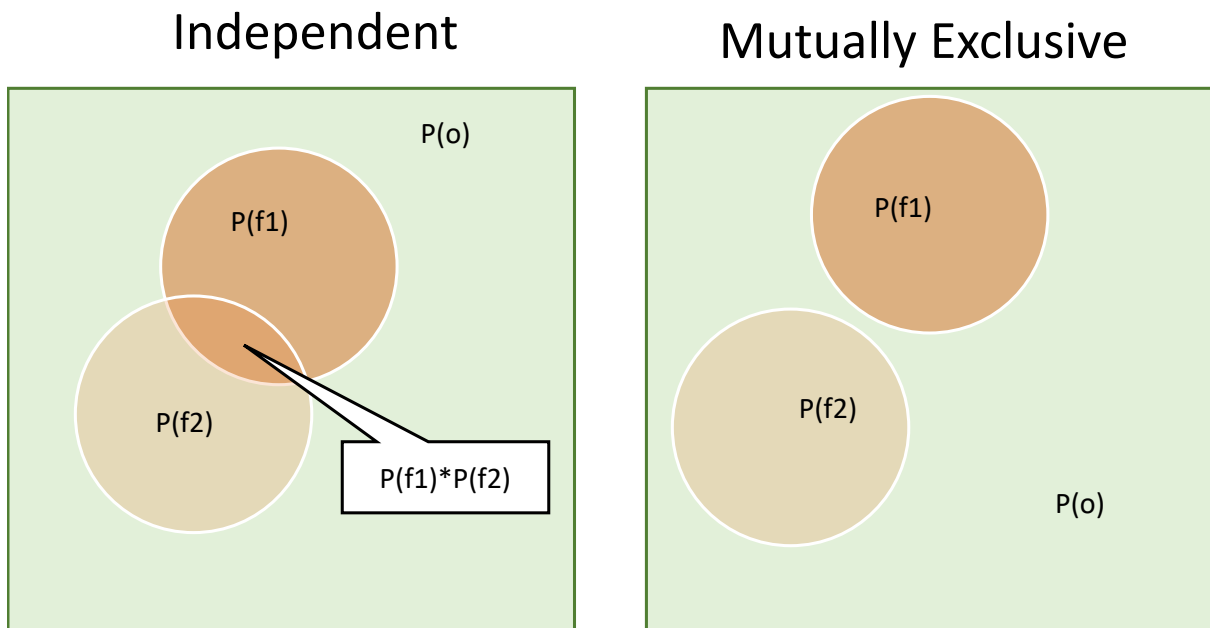 Independent
P(o)
P(f1)
P(f2)
P(f1)*P(f2)
Mutually Exclusive
P(f1)
P(f2)
P(o)